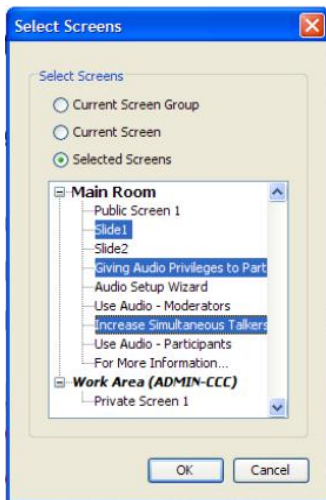 Select Screens
Select Screens
Current Screen Group
Current Screen
Selected Screens
Main Room
Public Screen 1
Slide1
Slide2
Giving Audio Privileges to Part
Audio Setup Wizard
Use Audio - Moderators
Increase Simultaneous Talkers
Use Audio - Participants
For More Information...
Work Area (ADMIN-CCC)
Private Screen 1
OK Cancel